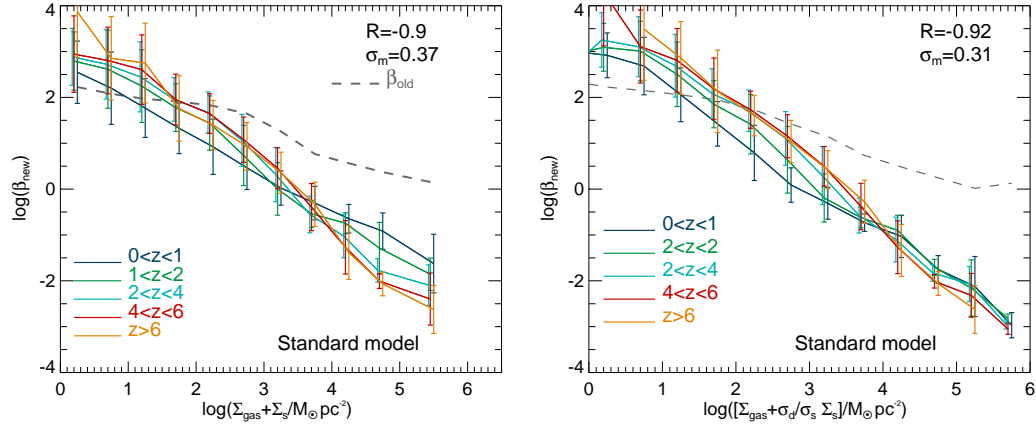 4
2
0
-2
-4
log(βnew)
R=-0.9
σm=0.37
βold
0<z<1
1<z<2
2<z<4
4<z<6
z>6
Standard model
0 1 2 3 4 5 6
log(Σgas+Σs/M⊙ pc-2)
4
2
0
-2
-4
log(βnew)
R=-0.92
σm=0.31
0<z<1
2<z<2
2<z<4
4<z<6
z>6
Standard model
0 1 2 3 4 5 6
log([Σgas+σd/σs Σs]/M⊙ pc-2)